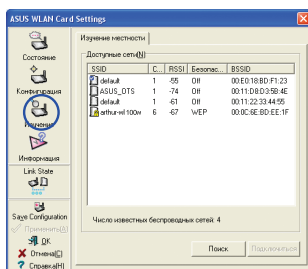 ASUS WLAN Card Settings
Состояние
Конфигурация
Изучение
Информация
Link State
Save Configuration
Применить(A)
OK
Отмена(C)
Справка(H)
Изучение местности
Доступные сети(N)
SSID C... RSSI Безопас... BSSID
default 1 -55 Off 00:E0:18:BD:F1:23
ASUS_OTS 1 -74 Off 00:11:D8:D3:5B:4E
default 1 -61 Off 00:11:22:33:44:55
arthur-wl100w 6 -67 WEP 00:0C:6E:BD:EE:1F
Число известных беспроводных сетей: 4
Поиск Подключиться